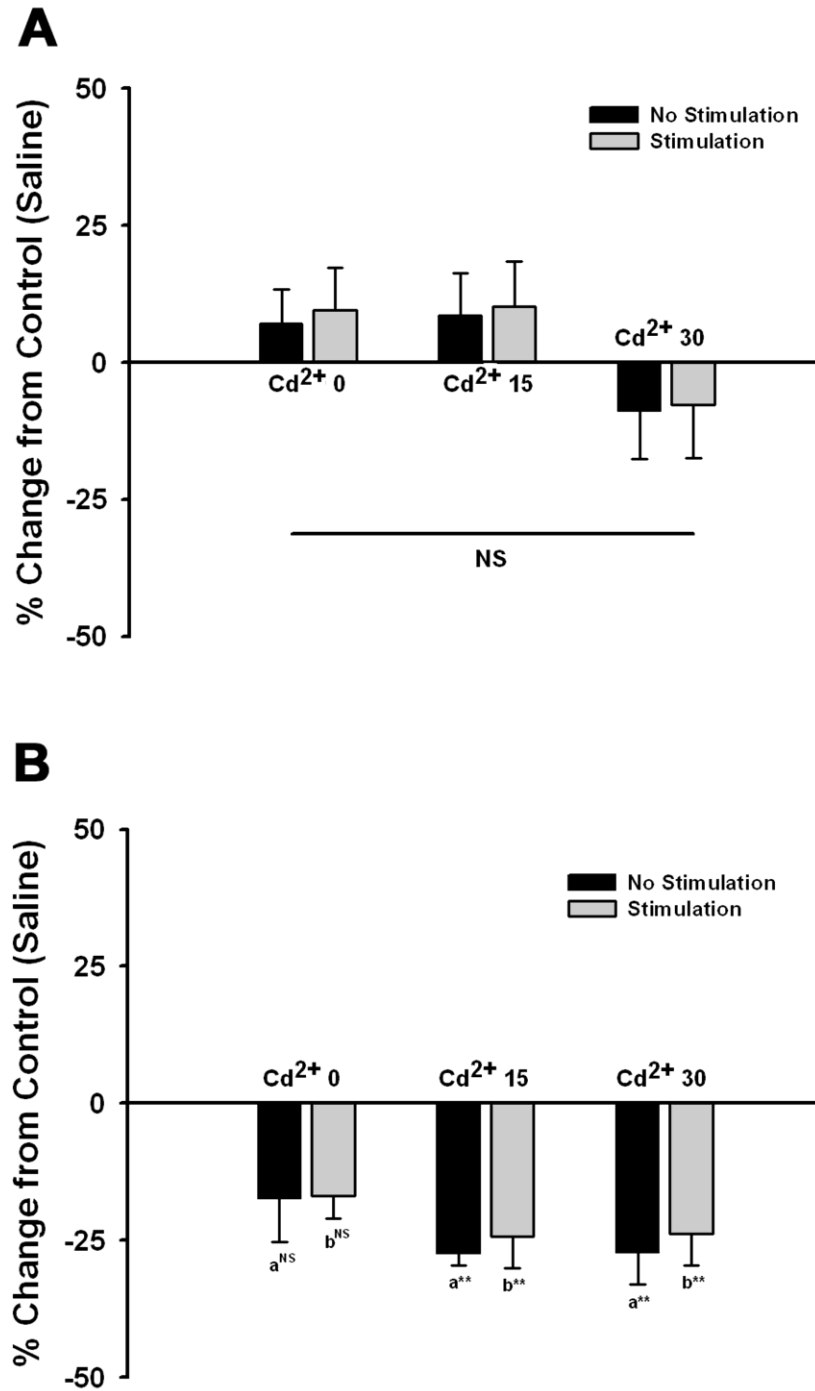 A
% Change from Control (Saline)
50
25
0
-25
-50
No Stimulation
Stimulation
Cd²⁺ 0
Cd²⁺ 15
Cd²⁺ 30
NS
B
% Change from Control (Saline)
50
25
0
-25
-50
No Stimulation
Stimulation
Cd²⁺ 0
Cd²⁺ 15
Cd²⁺ 30
aᴺˢ
bᴺˢ
a**
b**
a**
b**